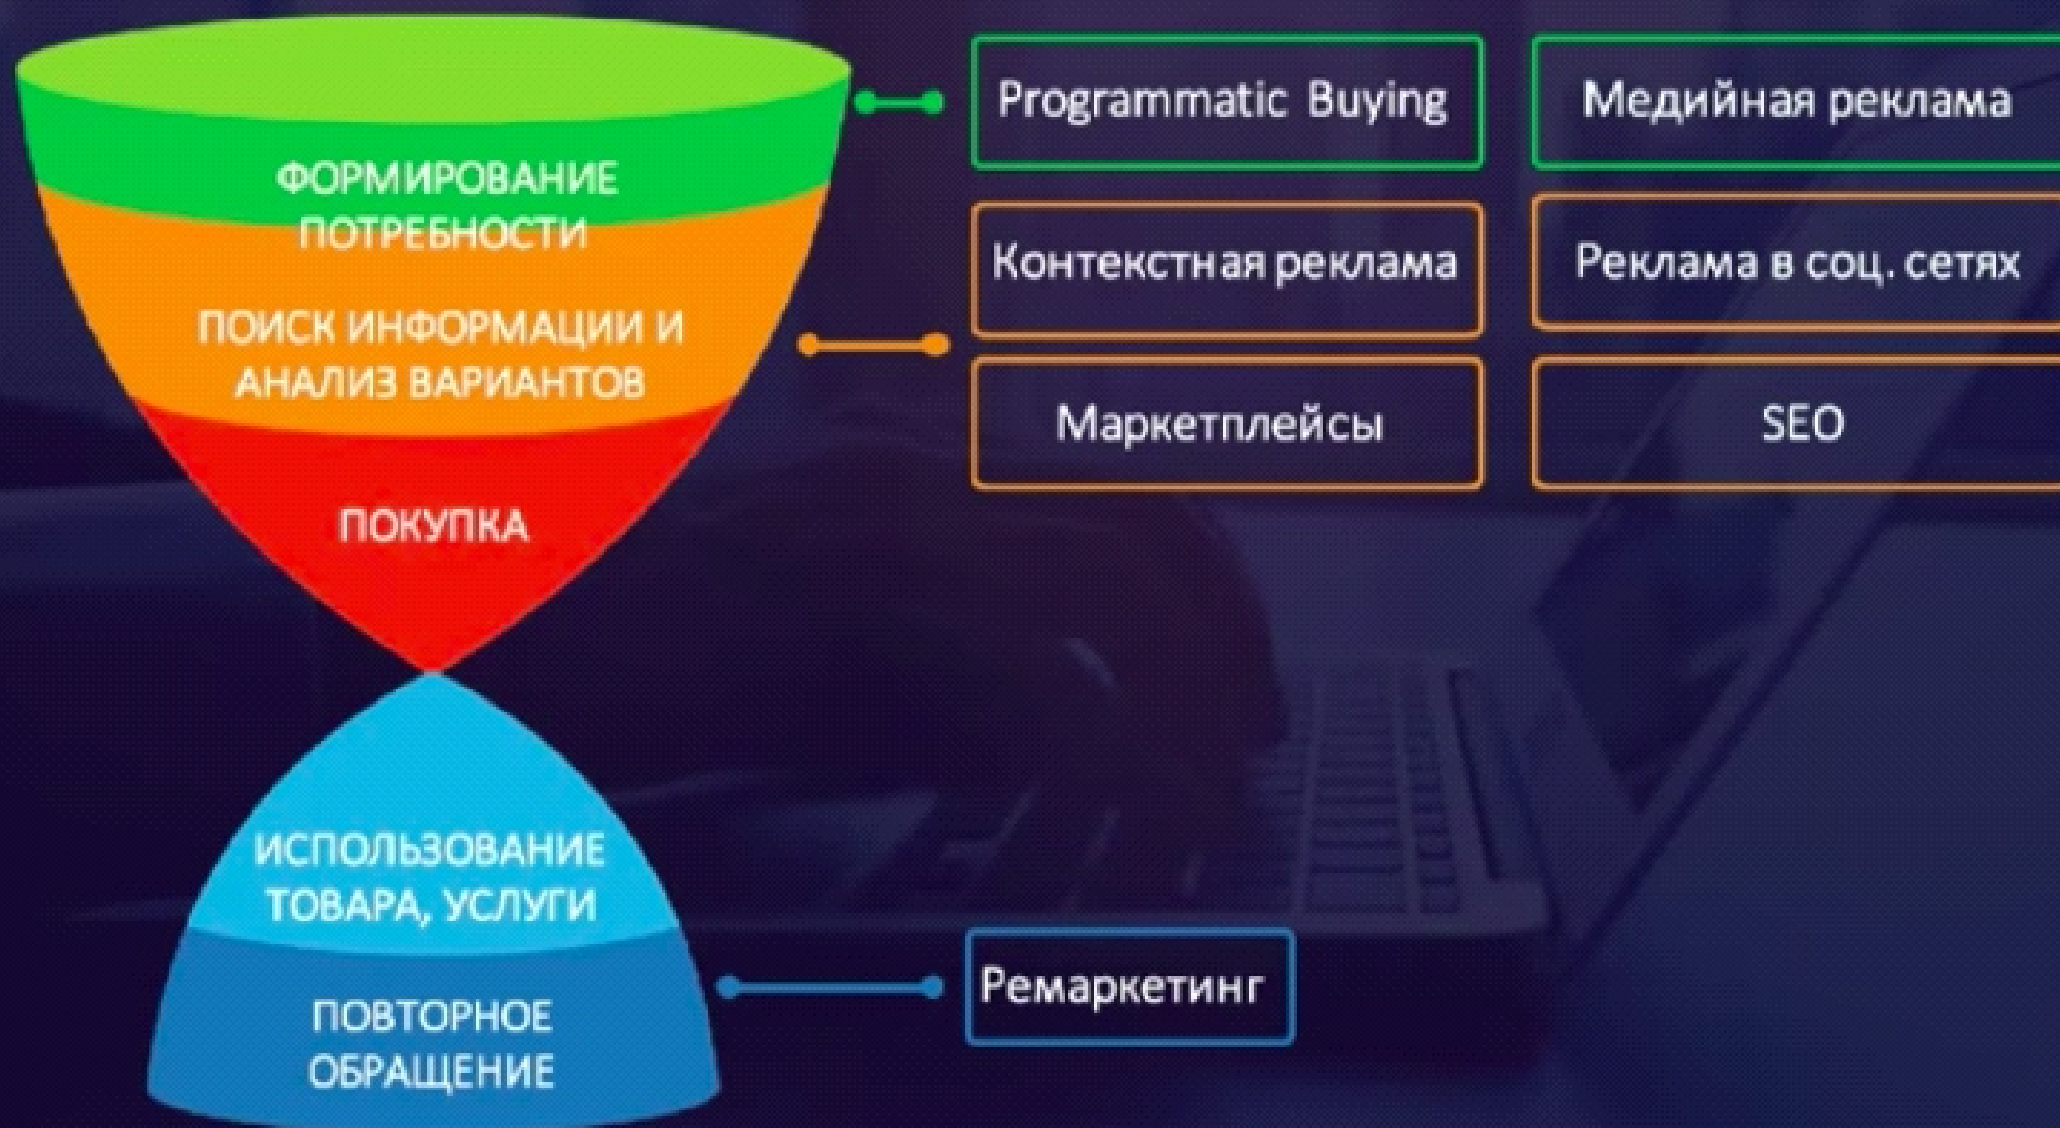 ФОРМИРОВАНИЕ
ПОТРЕБНОСТИ
Programmatic Buying
Медийная реклама
ПОИСК ИНФОРМАЦИИ И
АНАЛИЗ ВАРИАНТОВ
Контекстная реклама
Реклама в соц. сетях
Маркетплейсы
SEO
ПОКУПКА
ИСПОЛЬЗОВАНИЕ
ТОВАРА, УСЛУГИ
ПОВТОРНОЕ
ОБРАЩЕНИЕ
Ремаркетинг